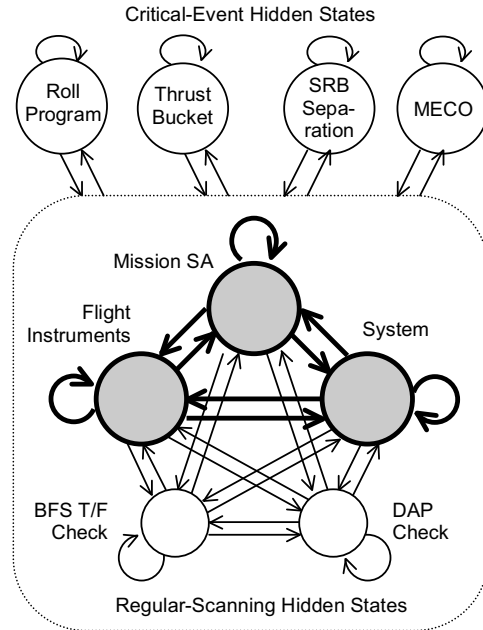 Critical-Event Hidden States
Roll
Program
Thrust
Bucket
SRB
Sepa-
ration
MECO
Mission SA
Flight
Instruments
System
BFS T/F
Check
DAP
Check
Regular-Scanning Hidden States